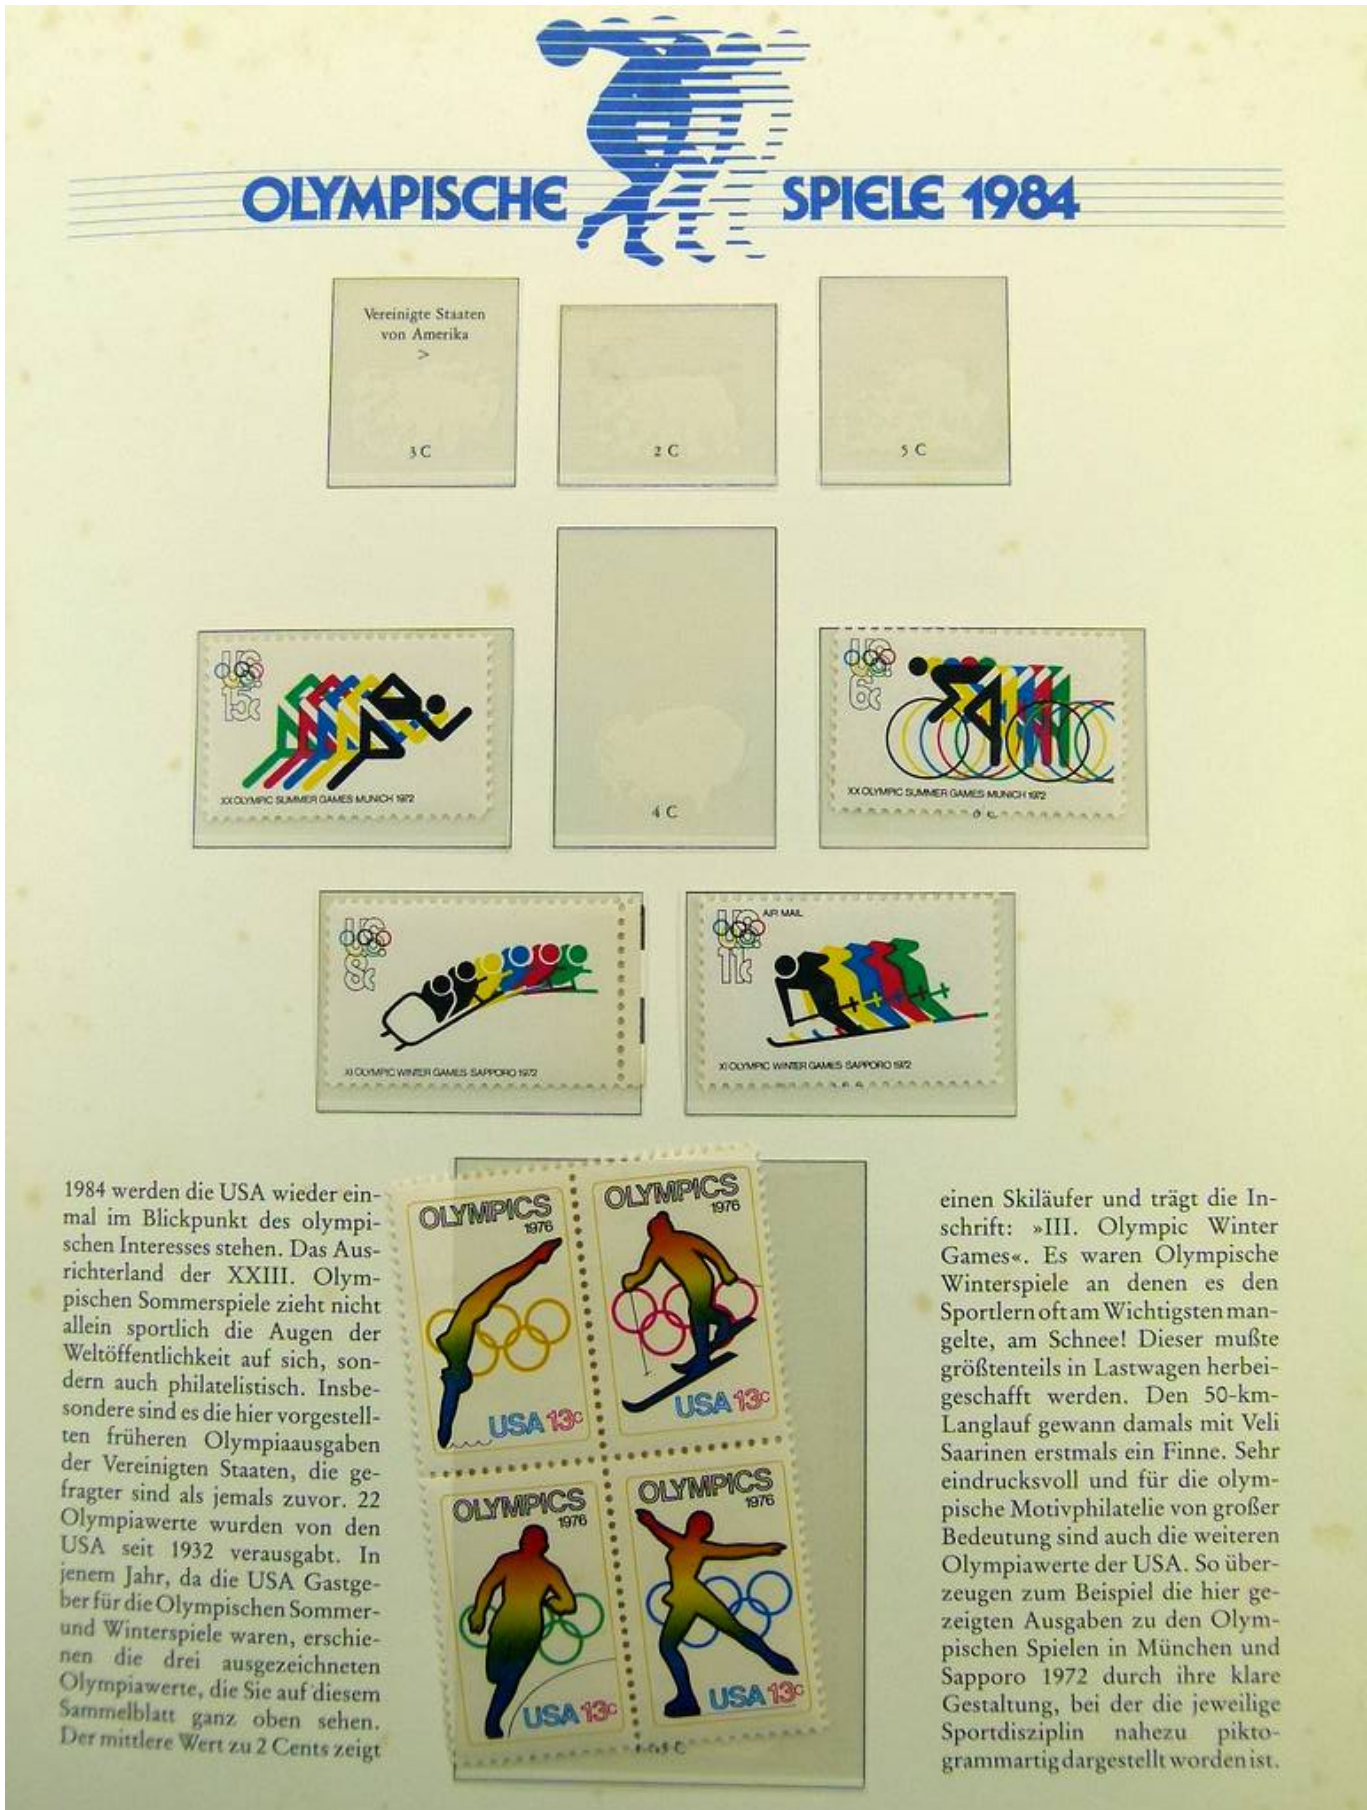 OLYMPISCHE SPIELE 1984
Vereinigte Staaten
von Amerika
>
3 C
2 C
5 C
U.S.
15c
XX OLYMPIC SUMMER GAMES MUNICH 1972
4 C
U.S.
6c
XX OLYMPIC SUMMER GAMES MUNICH 1972
U.S.
8c
XI OLYMPIC WINTER GAMES SAPPORO 1972
U.S.
AIR MAIL
11c
XI OLYMPIC WINTER GAMES SAPPORO 1972
1984 werden die USA wieder ein-
mal im Blickpunkt des olympi-
schen Interesses stehen. Das Aus-
richterland der XXIII. Olym-
pischen Sommerspiele zieht nicht
allein sportlich die Augen der
Weltöffentlichkeit auf sich, son-
dern auch philatelistisch. Insbe-
sondere sind es die hier vorgestell-
ten früheren Olympiaausgaben
der Vereinigten Staaten, die ge-
fragter sind als jemals zuvor. 22
Olympiawerte wurden von den
USA seit 1932 verausgabt. In
jenem Jahr, da die USA Gastge-
ber für die Olympischen Sommer-
und Winterspiele waren, erschie-
nen die drei ausgezeichneten
Olympiawerte, die Sie auf diesem
Sammelblatt ganz oben sehen.
Der mittlere Wert zu 2 Cents zeigt
OLYMPICS
1976
USA 13c
OLYMPICS
1976
USA 13c
OLYMPICS
1976
USA 13c
OLYMPICS
1976
USA 13c
einen Skiläufer und trägt die In-
schrift: »III. Olympic Winter
Games«. Es waren Olympische
Winterspiele an denen es den
Sportlern oft am Wichtigsten man-
gelte, am Schnee! Dieser mußte
größtenteils in Lastwagen herbei-
geschafft werden. Den 50-km-
Langlauf gewann damals mit Veli
Saarinen erstmals ein Finne. Sehr
eindrucksvoll und für die olym-
pische Motivphilatelie von großer
Bedeutung sind auch die weiteren
Olympiawerte der USA. So über-
zeugen zum Beispiel die hier ge-
zeigten Ausgaben zu den Olym-
pischen Spielen in München und
Sapporo 1972 durch ihre klare
Gestaltung, bei der die jeweilige
Sportdisziplin nahezu pikto-
grammartig dargestellt worden ist.